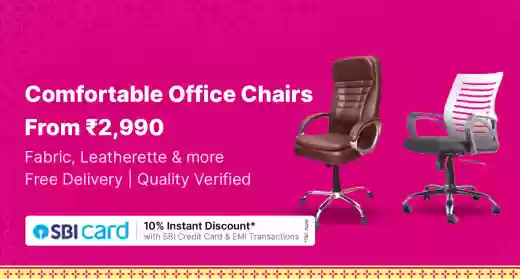 Comfortable Office Chairs
From ₹2,990
Fabric, Leatherette & more
Free Delivery | Quality Verified
SBI card
10% Instant Discount*
with SBI Credit Card & EMI Transactions
*T&C Apply